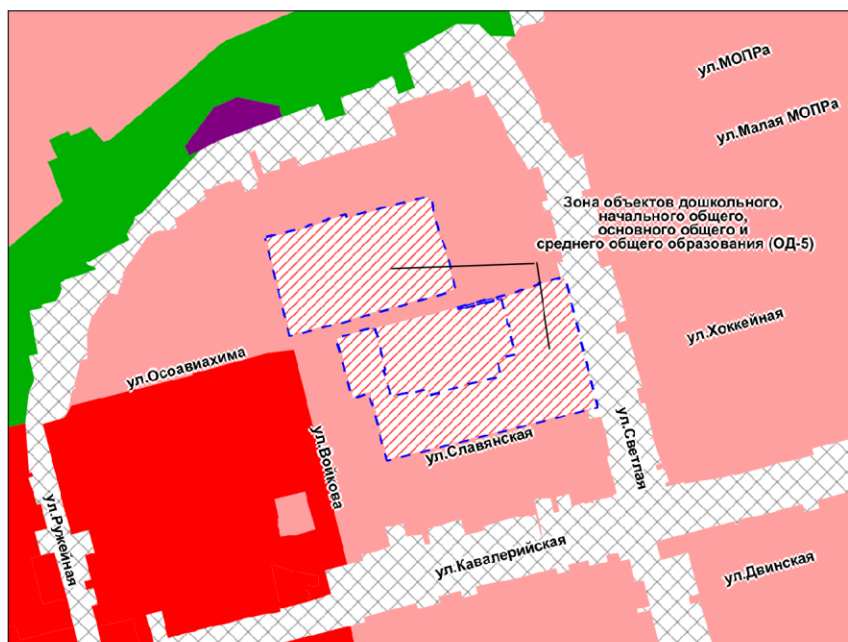 ул.МОПРа
ул.Малая МОПРа
Зона объектов дошкольного,
начального общего,
основного общего и
среднего общего образования (ОД-5)
ул.Хоккейная
ул.Осоавиахима
ул.Войкова
ул.Славянская
ул.Светлая
ул.Ружейная
ул.Кавалерийская
ул.Двинская